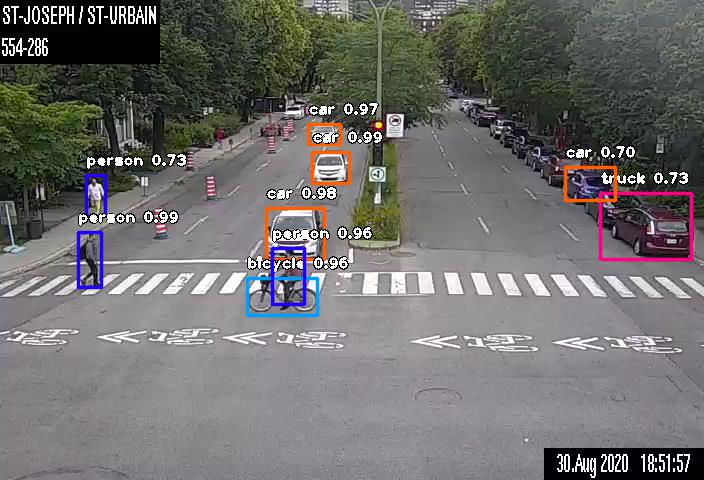 ST-JOSEPH / ST-URBAIN
554-286
car 0.97
car 0.99
person 0.73
car 0.70
truck 0.73
car 0.98
person 0.99
person 0.96
bicycle 0.96
30.Aug 2020 18:51:57